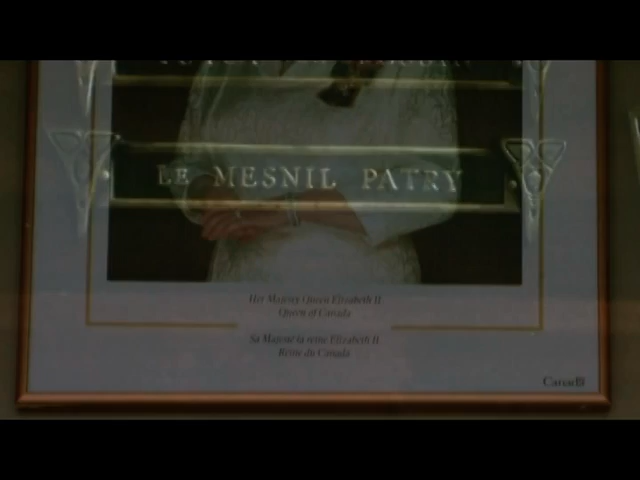 LE MESNIL PATRY
Her Majesty Queen Elizabeth II
Queen of Canada
Sa Majesté la reine Elizabeth II
Reine du Canada
Canada